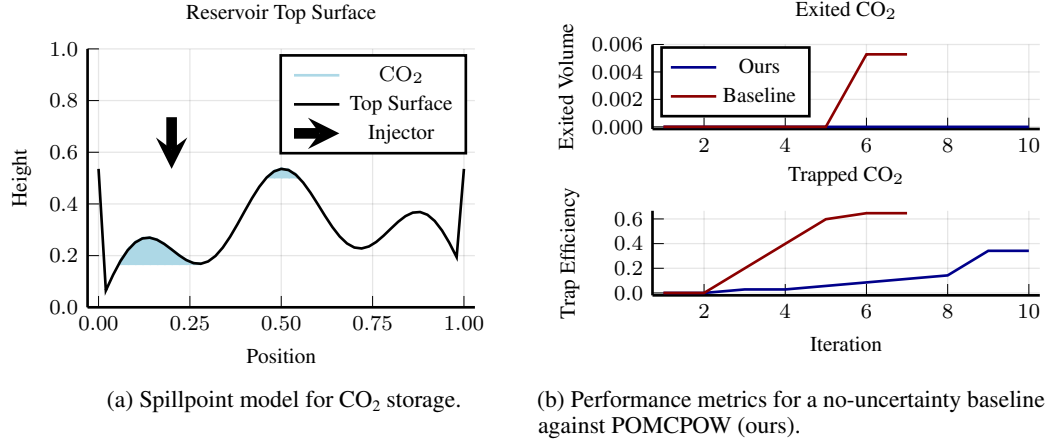 Reservoir Top Surface
1.0
0.8
0.6
0.4
0.2
0.0
Height
CO₂
Top Surface
Injector
0.00 0.25 0.50 0.75 1.00
Position
(a) Spillpoint model for CO₂ storage.
Exited CO₂
0.006
0.004
0.002
0.000
Exited Volume
Ours
Baseline
2 4 6 8 10
Trapped CO₂
0.6
0.4
0.2
0.0
Trap Efficiency
2 4 6 8 10
Iteration
(b) Performance metrics for a no-uncertainty baseline
against POMCPOW (ours).